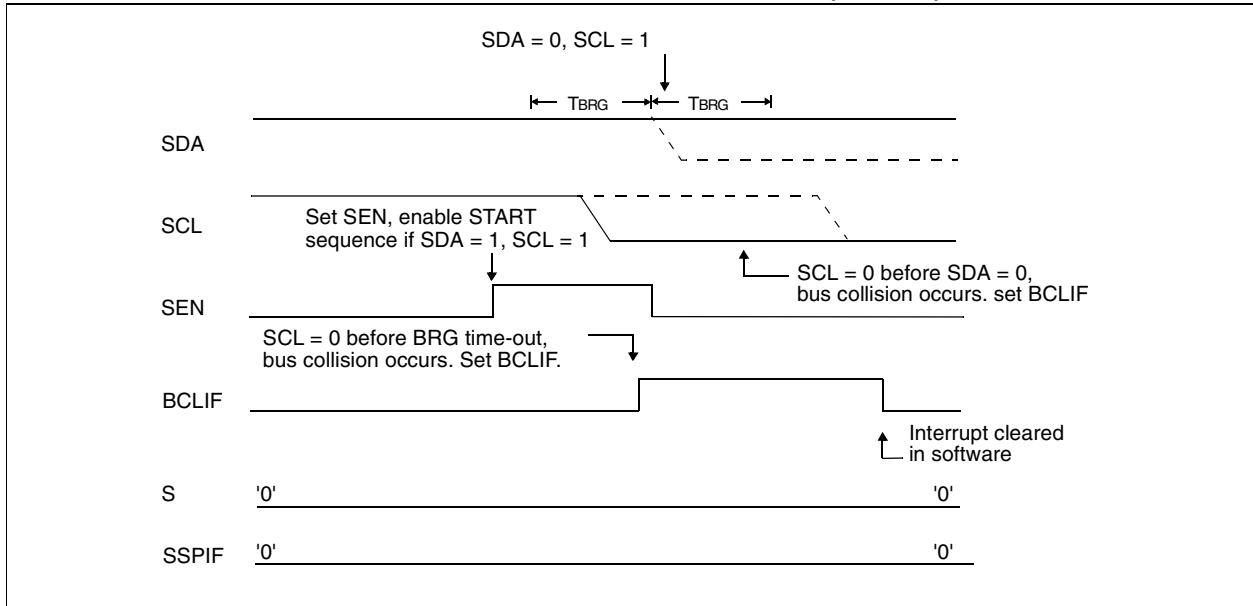 SDA = 0, SCL = 1
TBRG TBRG
SDA
SCL
Set SEN, enable START
sequence if SDA = 1, SCL = 1
SCL = 0 before SDA = 0,
bus collision occurs. set BCLIF
SEN
SCL = 0 before BRG time-out,
bus collision occurs. Set BCLIF.
BCLIF
Interrupt cleared
in software
S '0' '0'
SSPIF '0' '0'